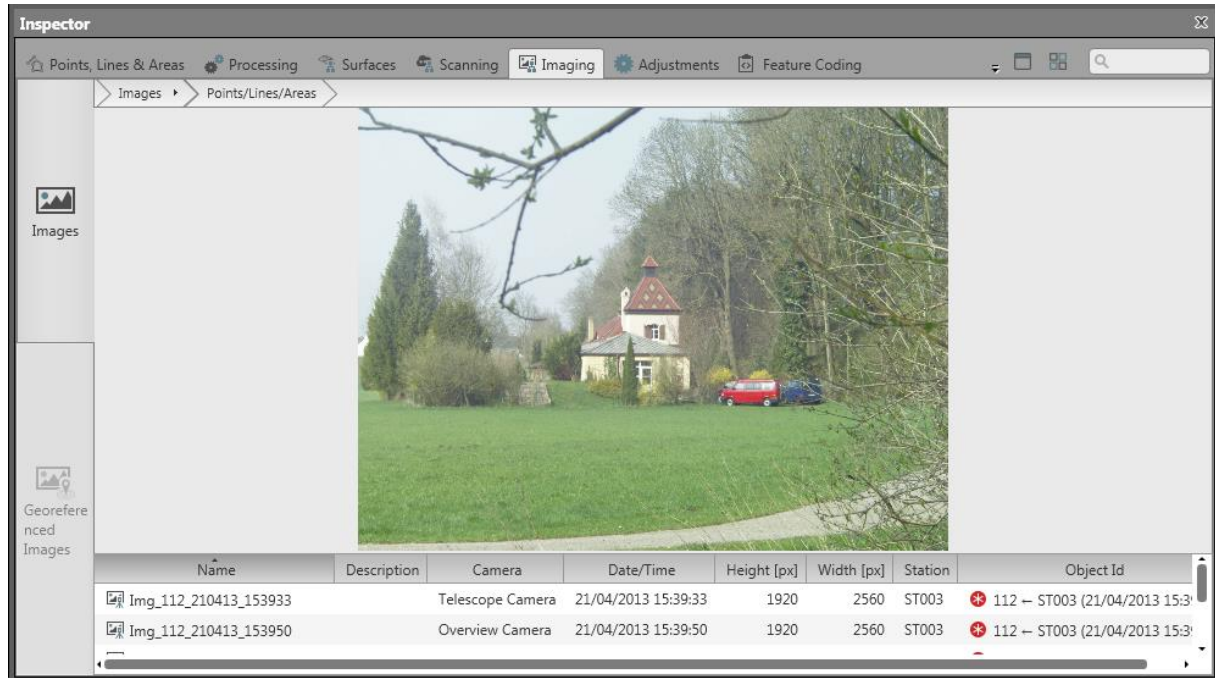 Inspector
Points, Lines & Areas Processing Surfaces Scanning Imaging Adjustments Feature Coding
Images Points/Lines/Areas
Images
Georefere
nced
Images
Name Description Camera Date/Time Height [px] Width [px] Station Object Id
Img_112_210413_153933 Telescope Camera 21/04/2013 15:39:33 1920 2560 ST003 112 ← ST003 (21/04/2013 15:3
Img_112_210413_153950 Overview Camera 21/04/2013 15:39:50 1920 2560 ST003 112 ← ST003 (21/04/2013 15:3